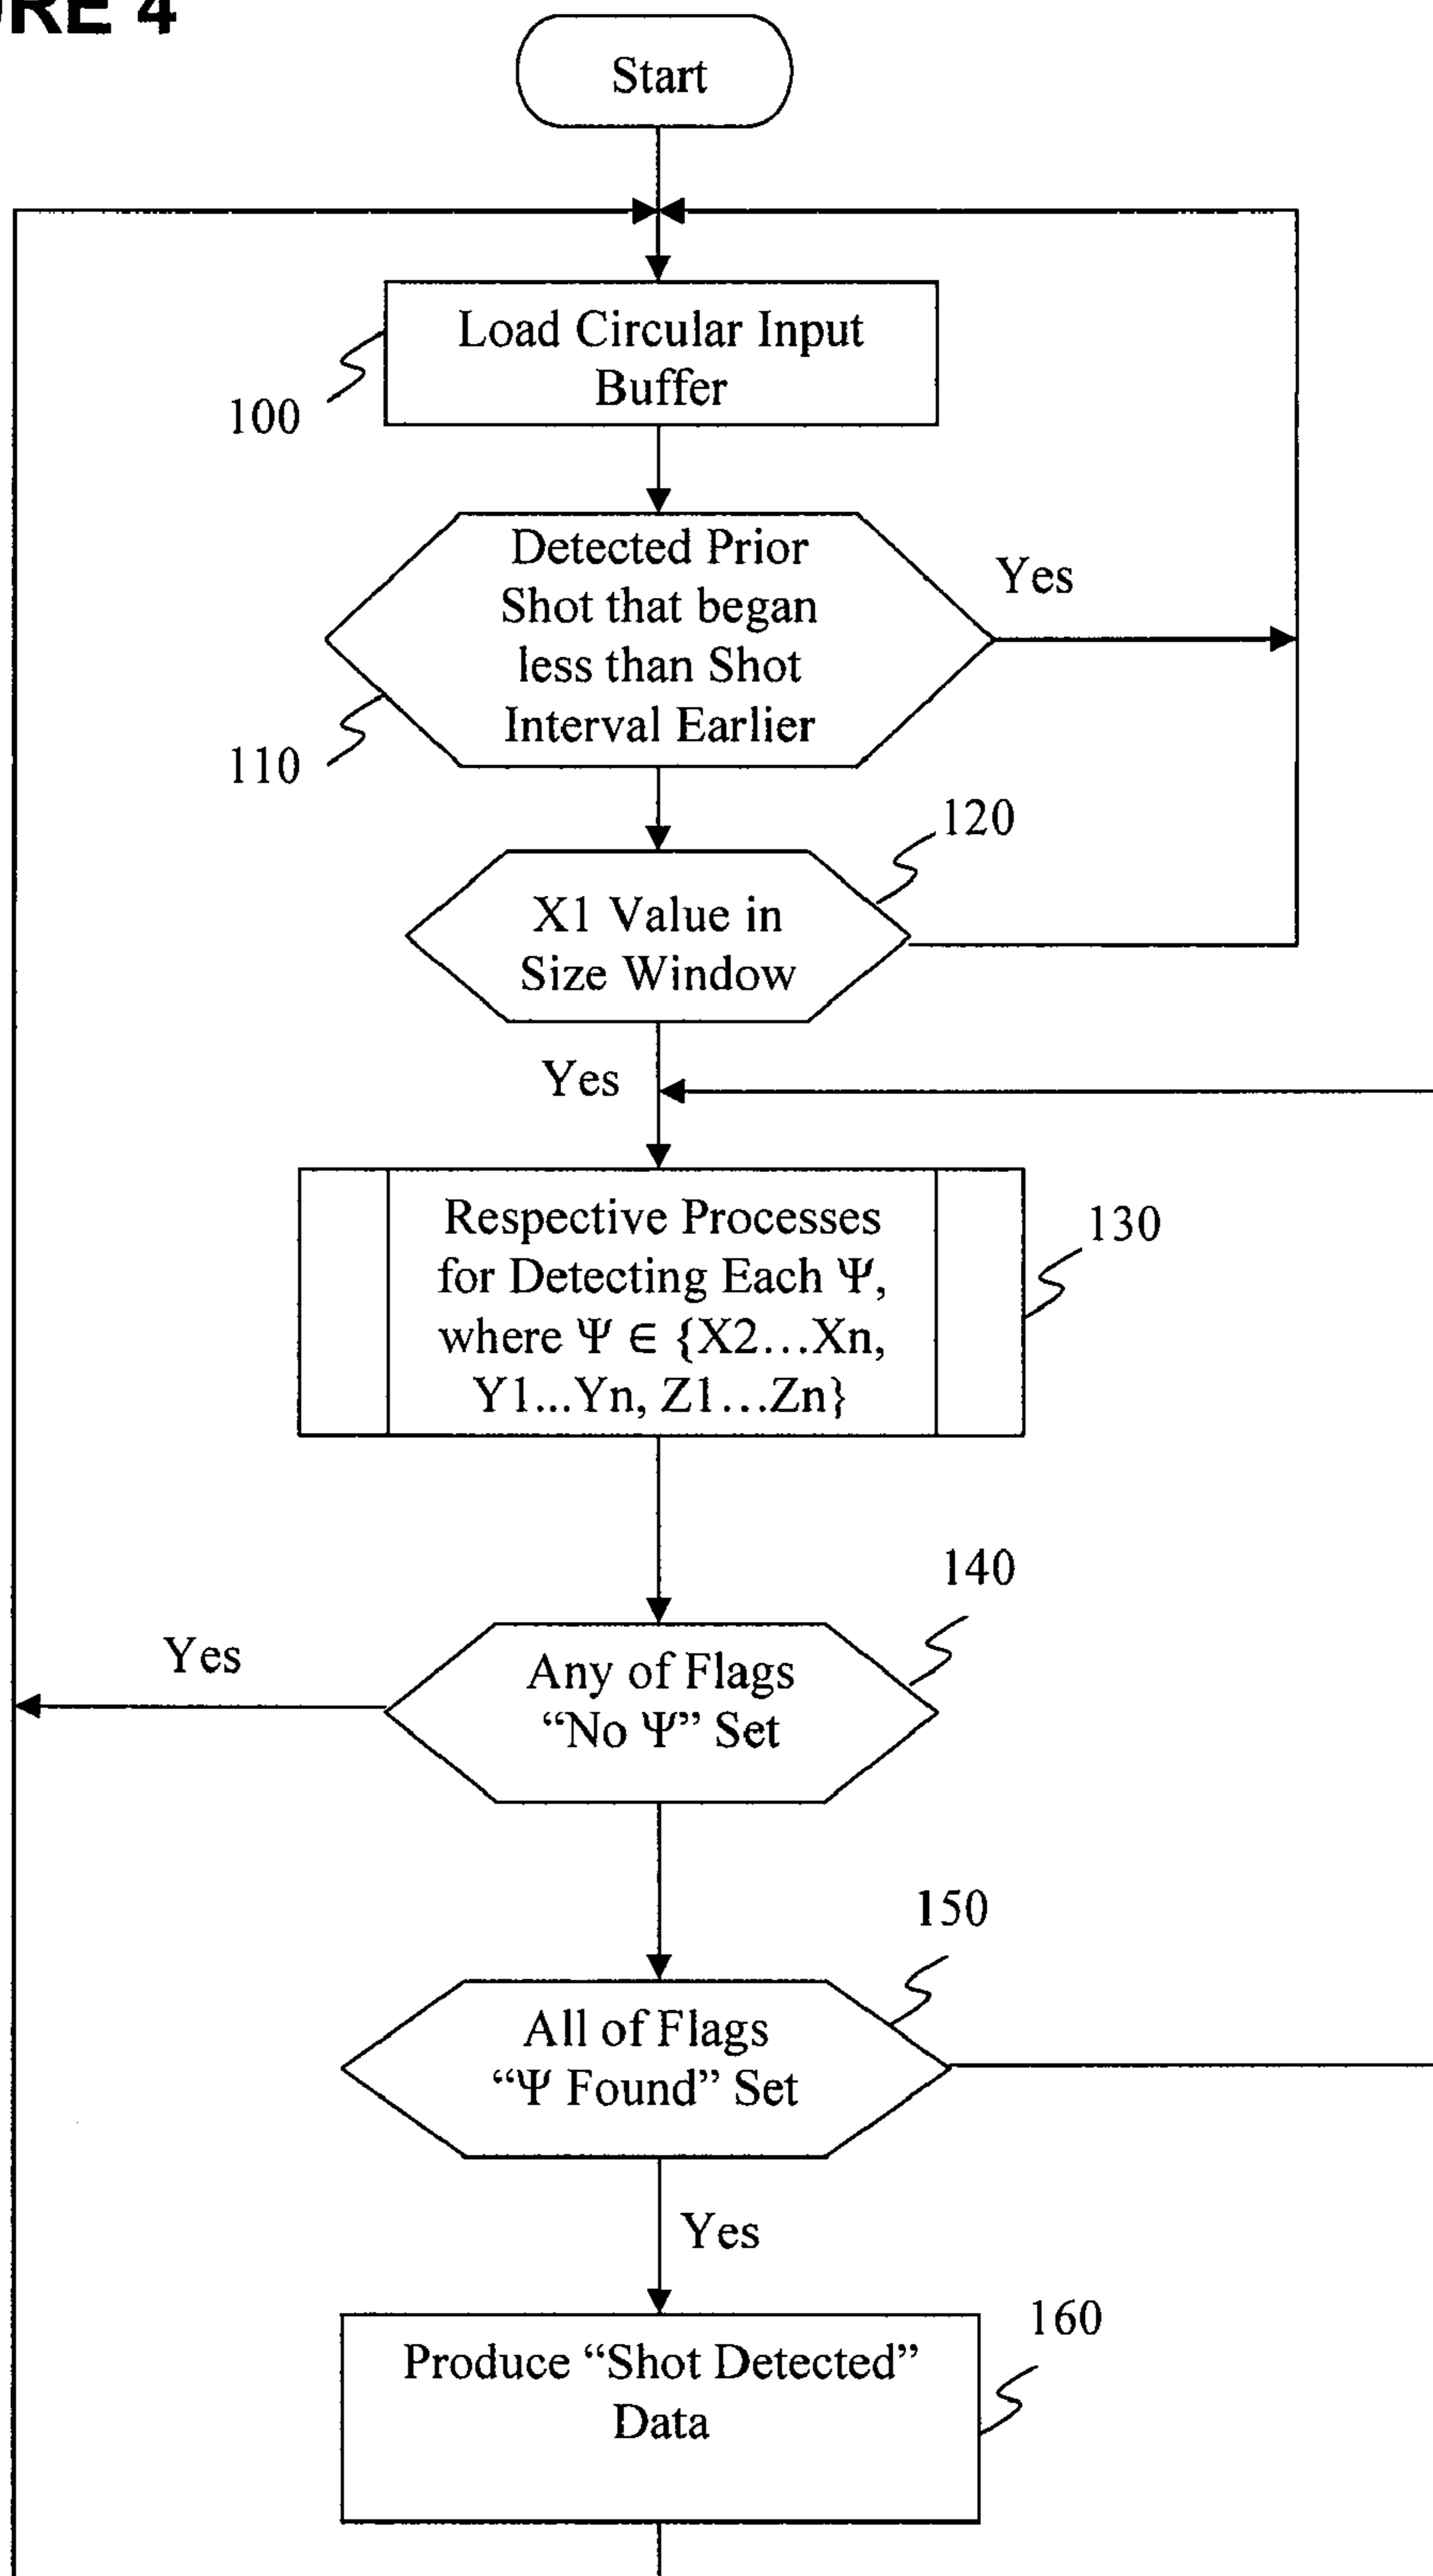 4
Start
Load Circular Input
Buffer
100
Detected Prior
Shot that began
less than Shot
Interval Earlier
Yes
110
120
X1 Value in
Size Window
Yes
Respective Processes
for Detecting Each Ψ,
where Ψ ∈ {X2...Xn,
Y1...Yn, Z1...Zn}
130
140
Yes
Any of Flags
“No Ψ” Set
150
All of Flags
“Ψ Found” Set
Yes
160
Produce “Shot Detected”
Data